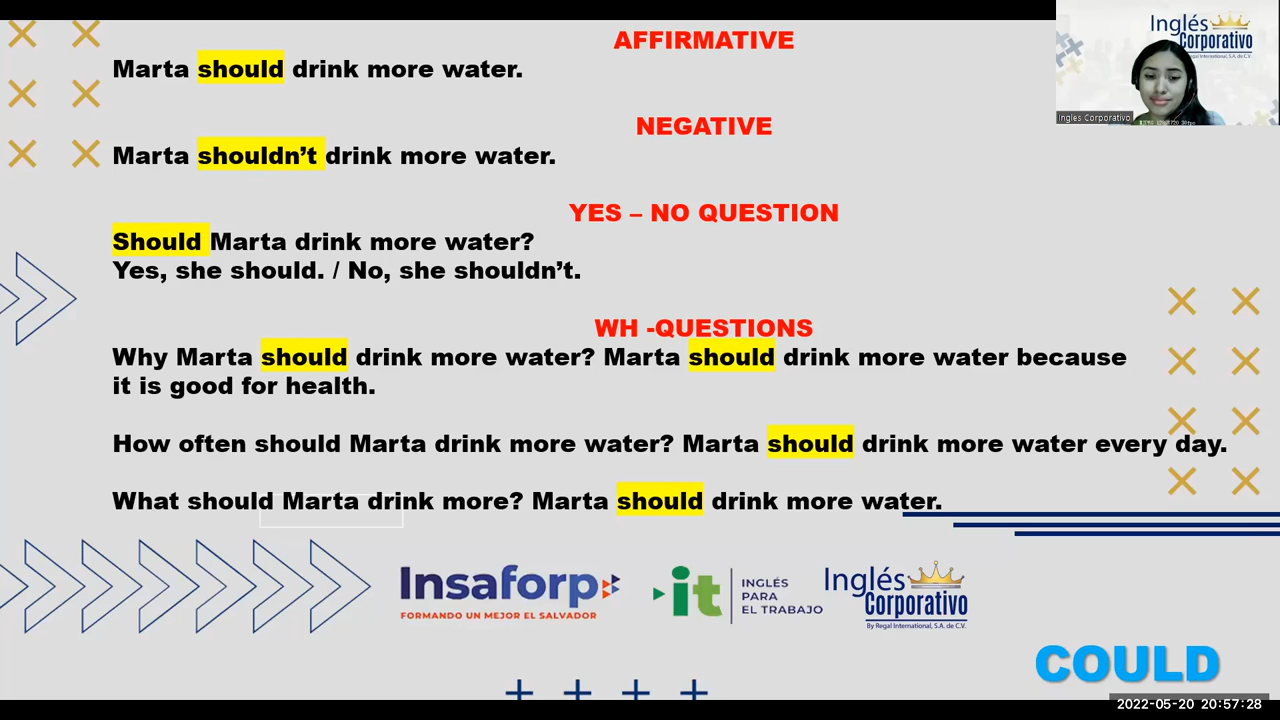 AFFIRMATIVE
Marta should drink more water.
NEGATIVE
Marta shouldn’t drink more water.
YES – NO QUESTION
Should Marta drink more water?
Yes, she should. / No, she shouldn’t.
WH -QUESTIONS
Why Marta should drink more water? Marta should drink more water because
it is good for health.
How often should Marta drink more water? Marta should drink more water every day.
What should Marta drink more? Marta should drink more water.
Inglés
Corporativo
Ingles Corporativo
Insaforp
FORMANDO UN MEJOR EL SALVADOR
it
INGLÉS
PARA
EL TRABAJO
Inglés
Corporativo
By Regal International, S.A. de C.V.
COULD
2022-05-20 20:57:28